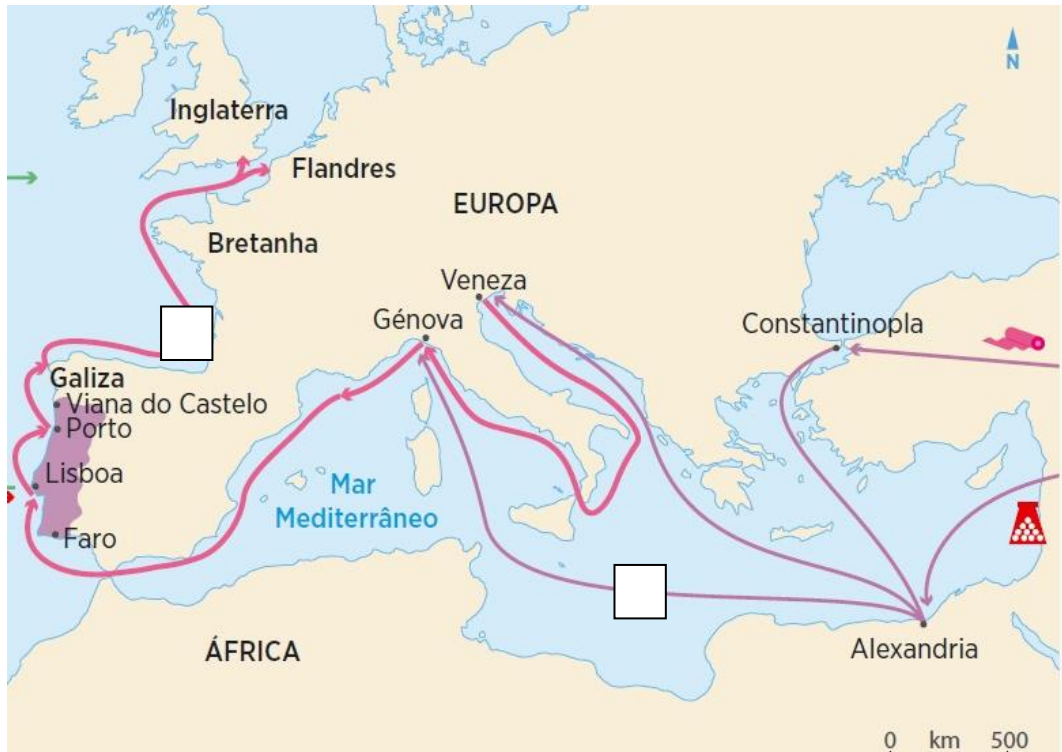 N
Inglaterra
Flandres
EUROPA
Bretanha
Veneza
Génova
Constantinopla
Galiza
Viana do Castelo
Porto
Lisboa
Mar
Mediterrâneo
Faro
ÁFRICA
Alexandria
0 km 500